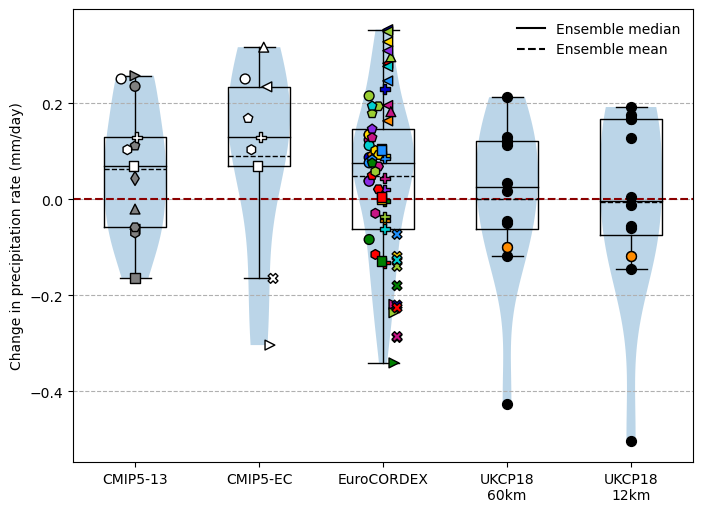 Ensemble median
Ensemble mean
Change in precipitation rate (mm/day)
0.2
0.0
−0.2
−0.4
CMIP5-13
CMIP5-EC
EuroCORDEX
UKCP18
60km
UKCP18
12km